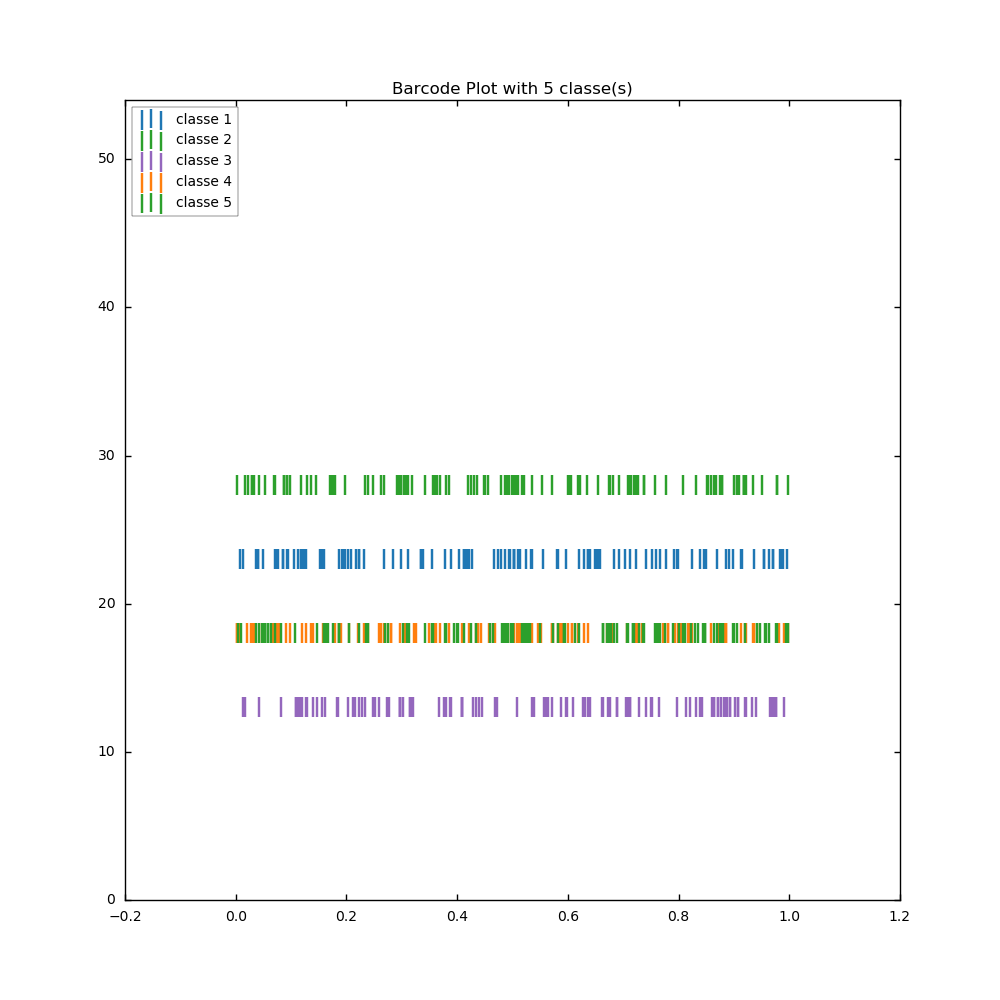 Barcode Plot with 5 classe(s)
classe 1
classe 2
classe 3
classe 4
classe 5
50
40
30
20
10
0
−0.2 0.0 0.2 0.4 0.6 0.8 1.0 1.2